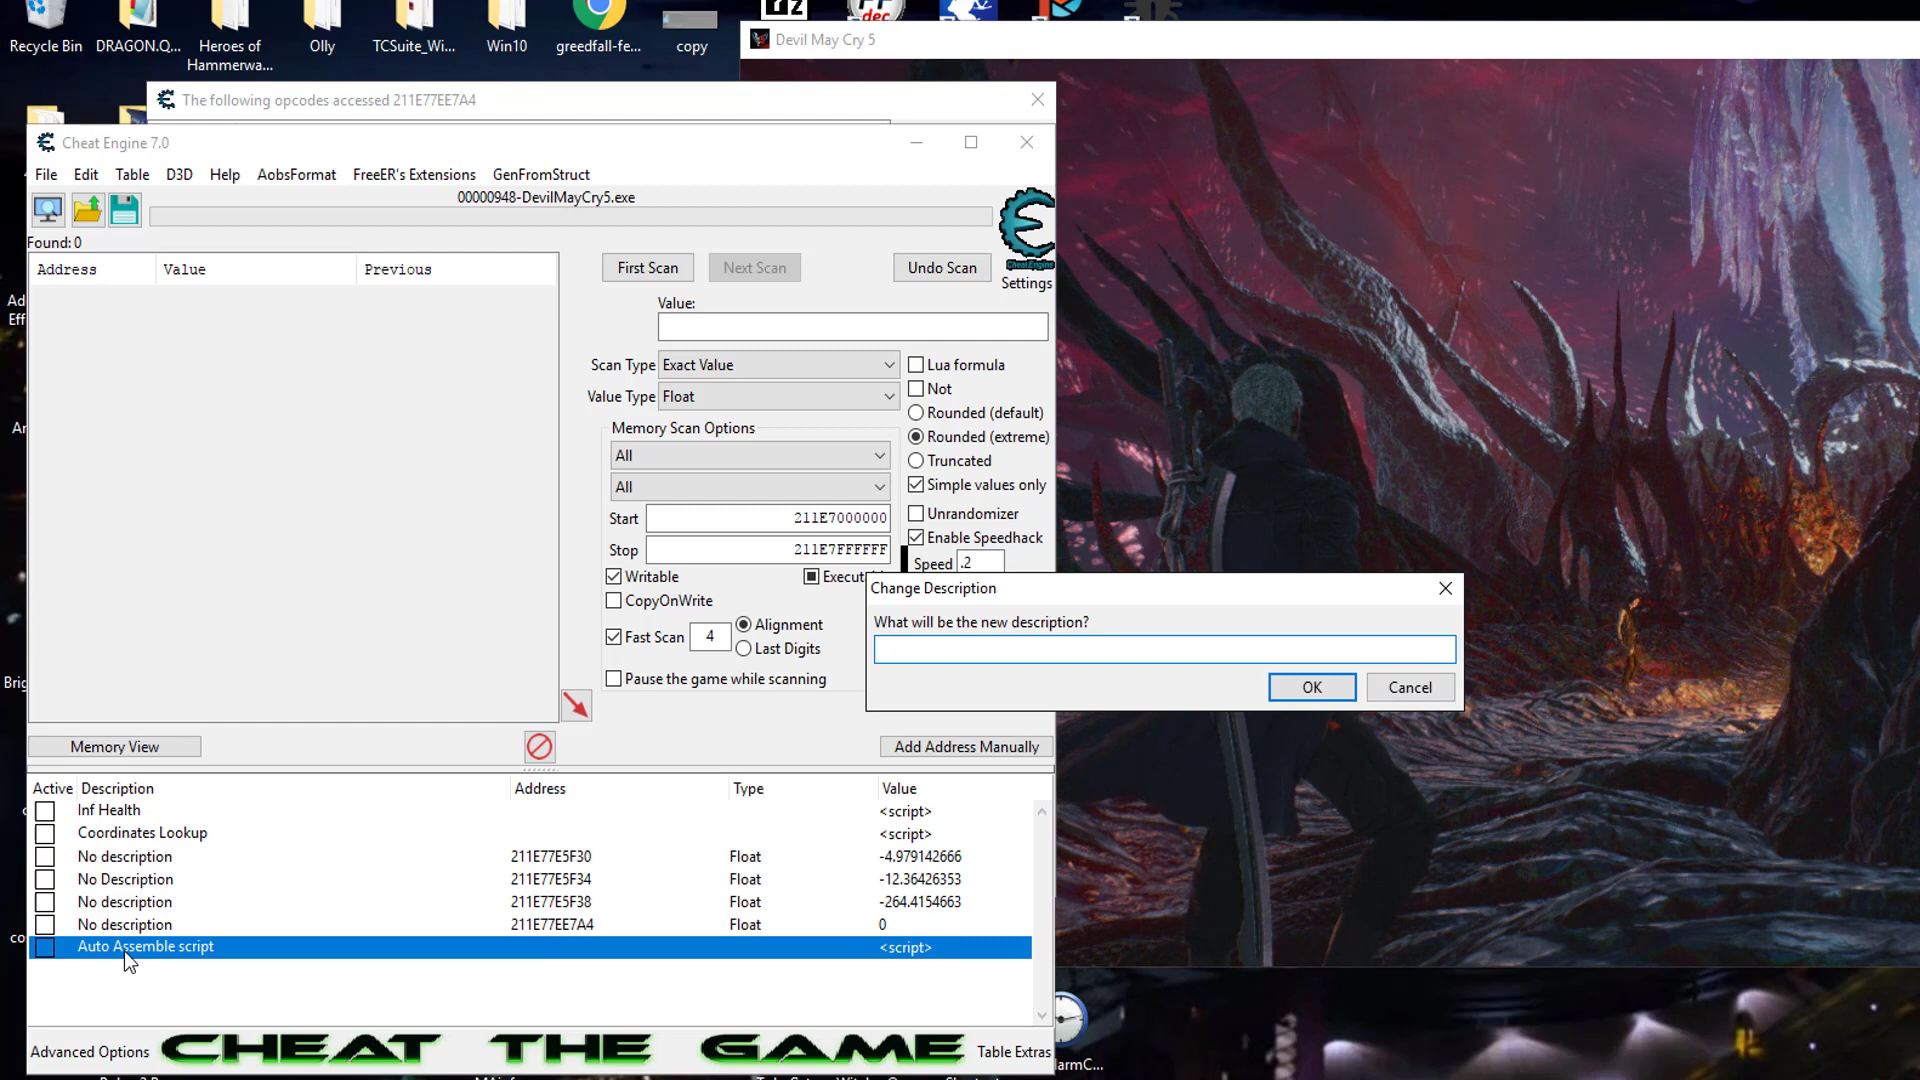 Recycle Bin
DRAGON.Q...
Heroes of
Hammerwa...
Olly
TCSuite_Wi...
Win10
greedfall-fe...
copy
dec
Devil May Cry 5
The following opcodes accessed 211E77EE7A4
Cheat Engine 7.0
File Edit Table D3D Help AobsFormat FreeER's Extensions GenFromStruct
00000948-DevilMayCry5.exe
Found: 0
Address Value Previous
First Scan Next Scan Undo Scan
Cheat Engine
Settings
Value:
Scan Type Exact Value
Value Type Float
Lua formula
Not
Rounded (default)
Rounded (extreme)
Truncated
Simple values only
Unrandomizer
Enable Speedhack
Speed .2
Memory Scan Options
All
All
Start 211E7000000
Stop 211E7FFFFFF
Writable
CopyOnWrite
Fast Scan 4
Alignment
Last Digits
Pause the game while scanning
Change Description
What will be the new description?
OK Cancel
Memory View
Add Address Manually
Active Description Address Type Value
Inf Health <script>
Coordinates Lookup <script>
No description 211E77E5F30 Float -4.979142666
No Description 211E77E5F34 Float -12.36426353
No description 211E77E5F38 Float -264.4154663
No description 211E77EE7A4 Float 0
Auto Assemble script <script>
Advanced Options
CHEAT THE GAME
Table Extras